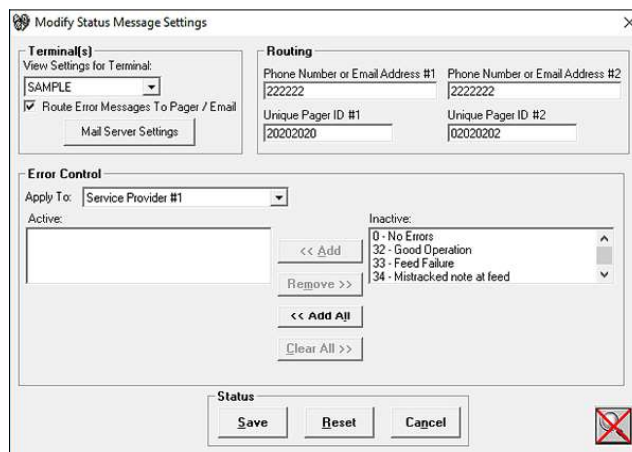 Modify Status Message Settings
Terminal(s)
View Settings for Terminal:
SAMPLE
Route Error Messages To Pager / Email
Mail Server Settings
Routing
Phone Number or Email Address #1 Phone Number or Email Address #2
222222 2222222
Unique Pager ID #1 Unique Pager ID #2
20202020 02020202
Error Control
Apply To: Service Provider #1
Active: Inactive:
0 - No Errors
32 - Good Operation
33 - Feed Failure
34 - Mistracked note at feed
<< Add
Remove >>
<< Add All
Clear All >>
Status
Save Reset Cancel